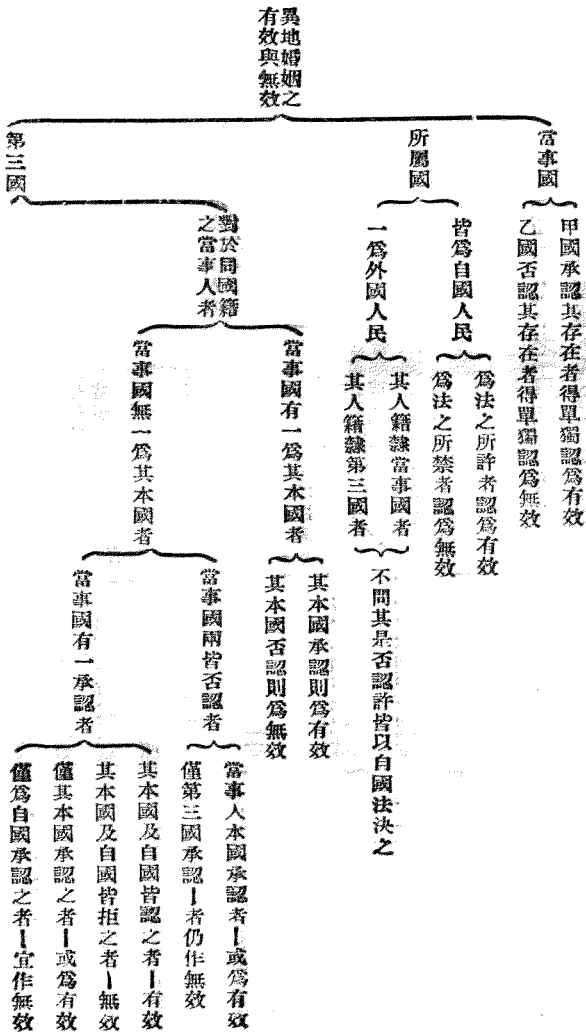 異地婚姻之
有效與無效
當事國
甲國承認其存在者得單獨認爲有效
乙國否認其存在者得單獨認爲無效
所屬國
皆爲自國人民
爲法之所許者認爲有效
爲法之所禁者認爲無效
一爲外國人民
其人籍隸當事國者
其人籍隸第三國者
不問其是否認許皆以自國法決之
第三國
對於同國籍
之當事人者
當事國有一爲其本國者
其本國承認則爲有效
其本國否認則爲無效
當事國無一爲其本國者
當事國兩皆否認者
當事人本國承認者—或爲有效
僅第三國承認—者仍作無效
當事國有一承認者
其本國及自國皆認之者—有效
其本國及自國皆拒之者—無效
僅其本國承認之者—或爲有效
僅爲自國承認之者—宜作無效